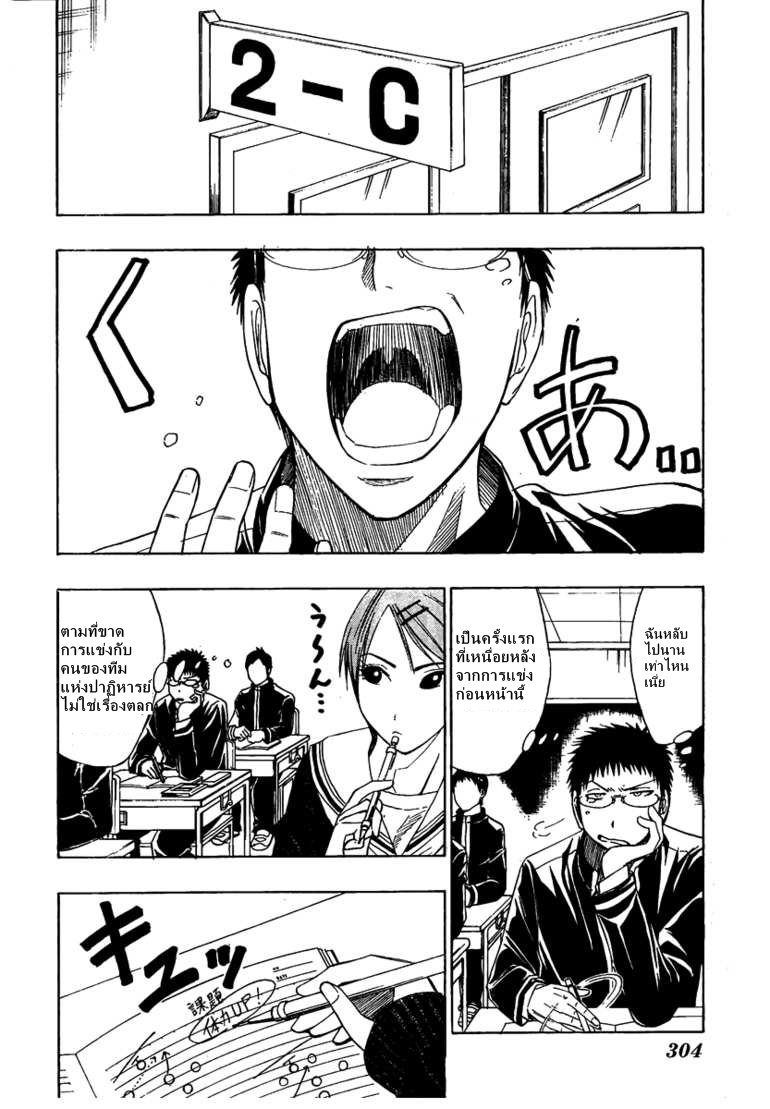 2-C
くあ゛
ฉันหลับ
ไปนาน
เท่าไหน
เนี่ย
เป็นครั้งแรก
ที่เหนื่อยหลัง
จากการแข่ง
ก่อนหน้านี้
う〜ん…
ตามที่ขาด
การแข่งกับ
คนของทีม
แห่งปาฏิหารย์
ไม่ใช่เรื่องตลก
キュッ
課題
体力UP!
304